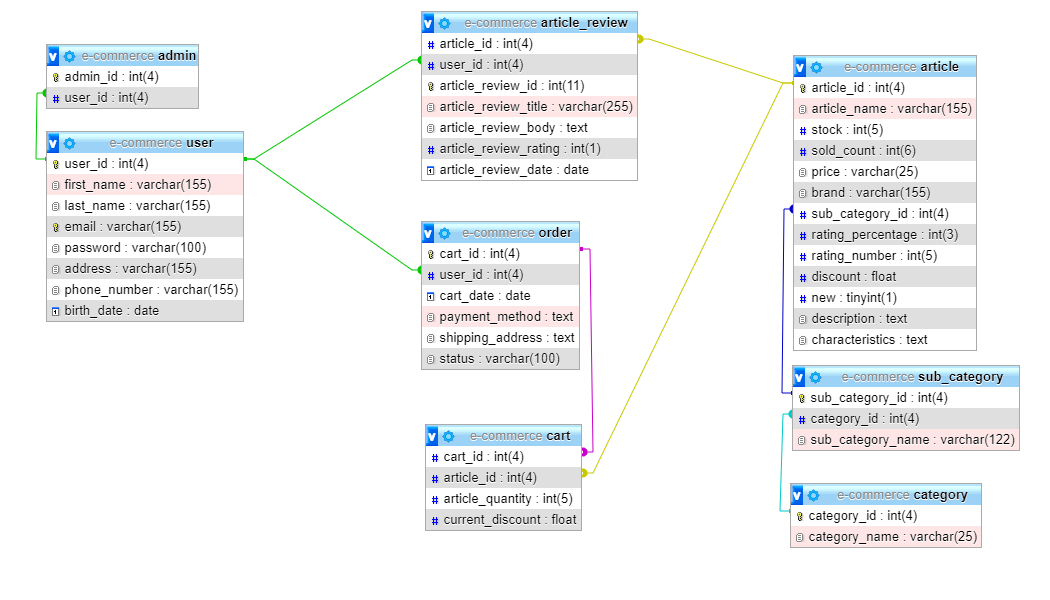 e-commerce admin
admin_id : int(4)
user_id : int(4)
e-commerce user
user_id : int(4)
first_name : varchar(155)
last_name : varchar(155)
email : varchar(155)
password : varchar(100)
address : varchar(155)
phone_number : varchar(155)
birth_date : date
v e-commerce article_review
article_id : int(4)
user_id : int(4)
article_review_id : int(11)
article_review_title : varchar(255)
article_review_body : text
article_review_rating : int(1)
article_review_date : date
e-commerce order
cart_id : int(4)
user_id : int(4)
cart_date : date
payment_method : text
shipping_address : text
status : varchar(100)
e-commerce cart
cart_id : int(4)
article_id : int(4)
article_quantity : int(5)
current_discount : float
e-commerce article
article_id : int(4)
article_name : varchar(155)
stock : int(5)
sold_count : int(6)
price : varchar(25)
brand : varchar(155)
sub_category_id : int(4)
rating_percentage : int(3)
rating_number : int(5)
discount : float
new : tinyint(1)
description : text
characteristics : text
e-commerce sub_category
sub_category_id : int(4)
category_id : int(4)
sub_category_name : varchar(122)
e-commerce category
category_id : int(4)
category_name : varchar(25)